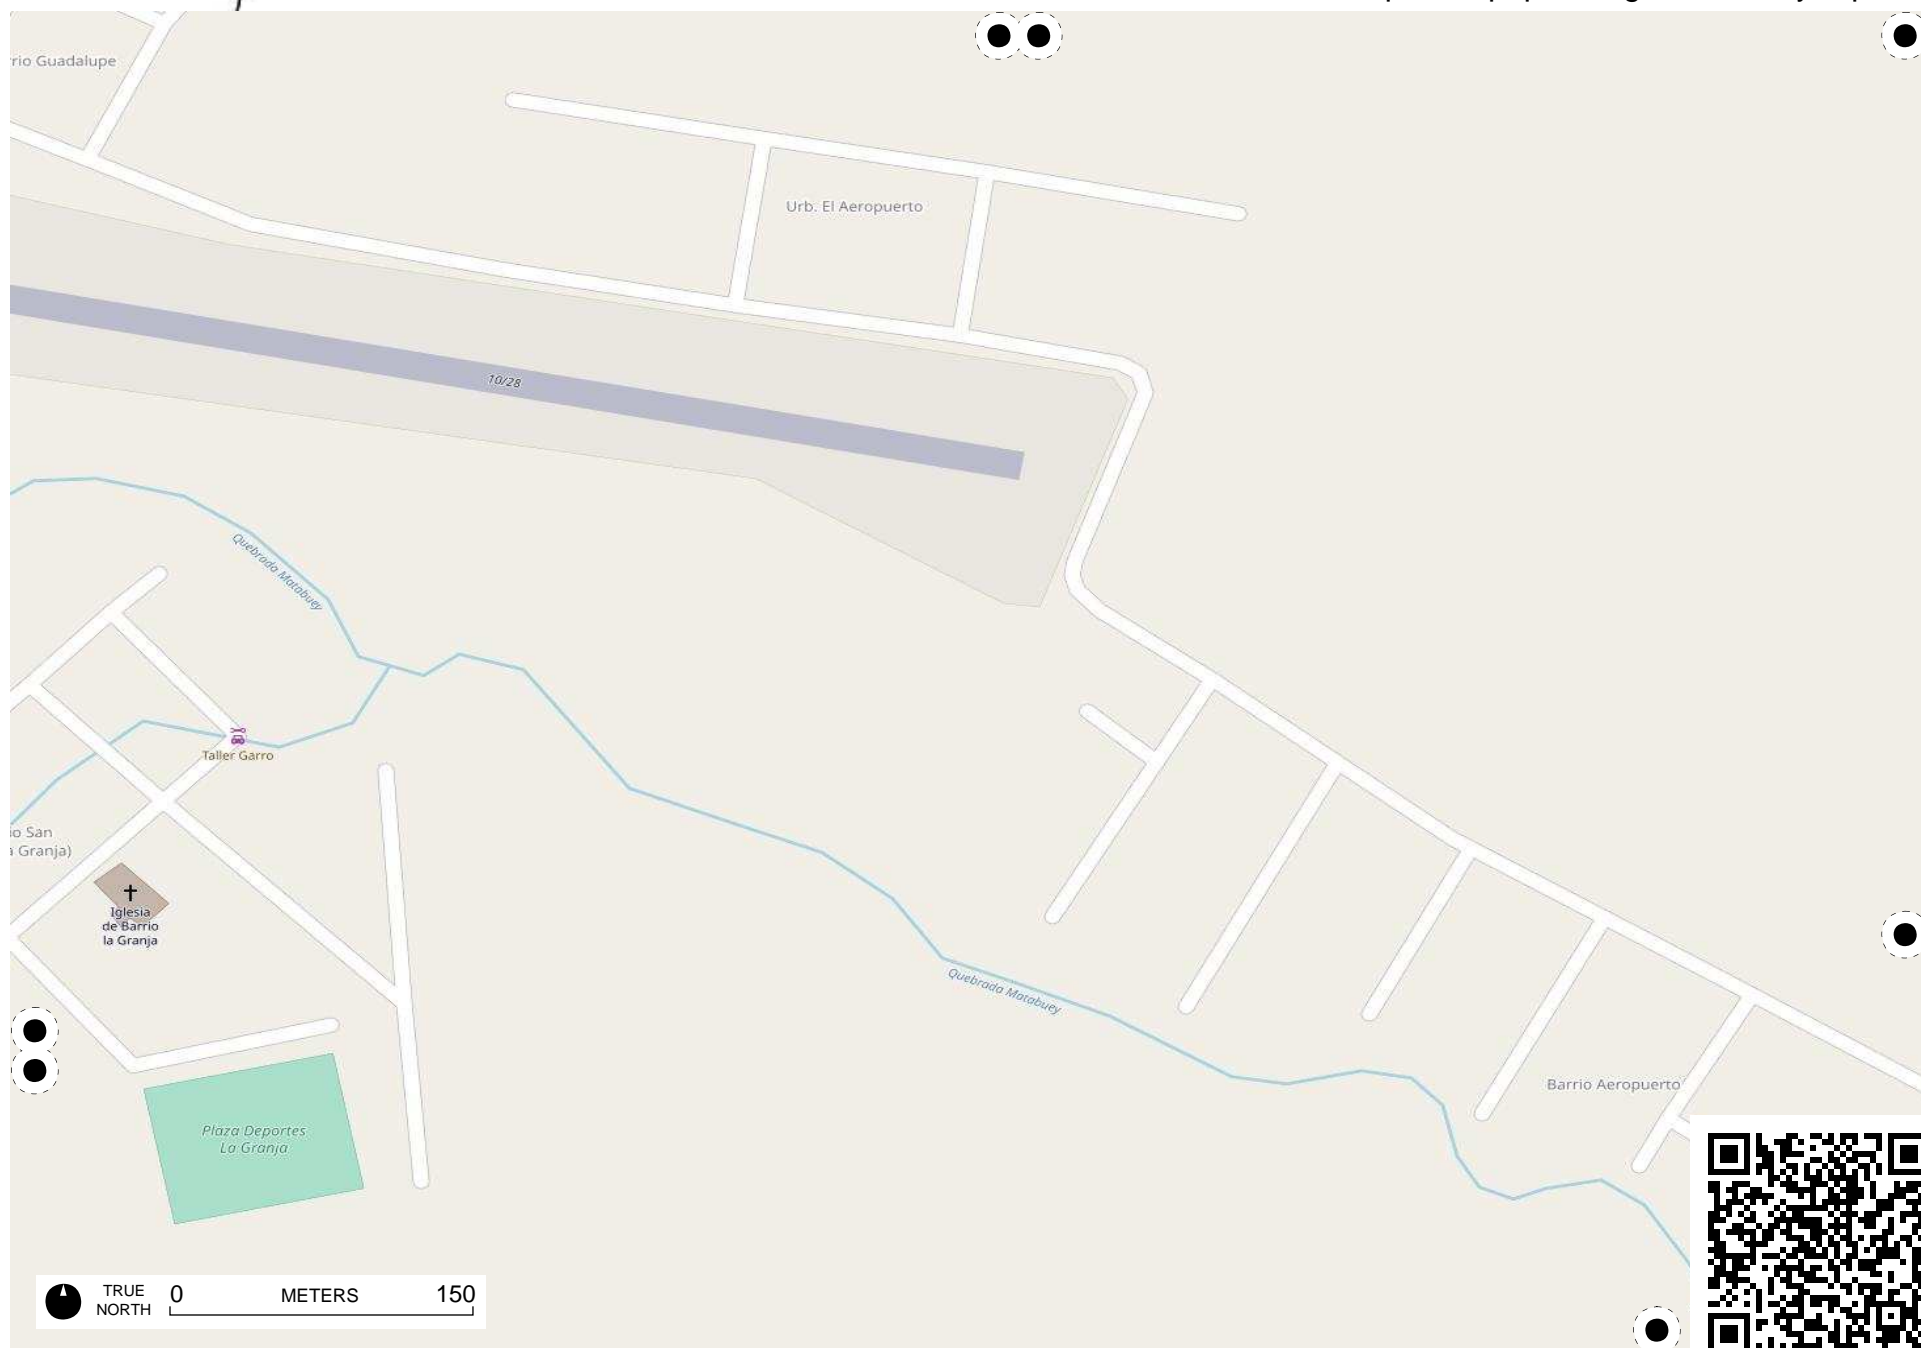 rio Guadalupe
Urb. El Aeropuerto
10/28
Quebrada Matabuey
Taller Garro
io San
a Granja)
Iglesia
de Barrio
la Granja
Quebrada Matabuey
Barrio Aeropuerto
Plaza Deportes
La Granja
TRUE
NORTH
0 METERS 150